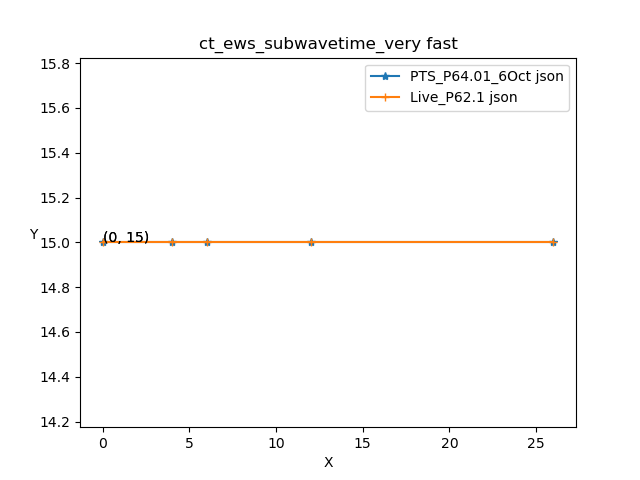 ct_ews_subwavetime_very fast
PTS_P64.01_6Oct json
Live_P62.1 json
15.8
15.6
15.4
15.2
15.0
14.8
14.6
14.4
14.2
Y
(0, 15)
0 5 10 15 20 25
X